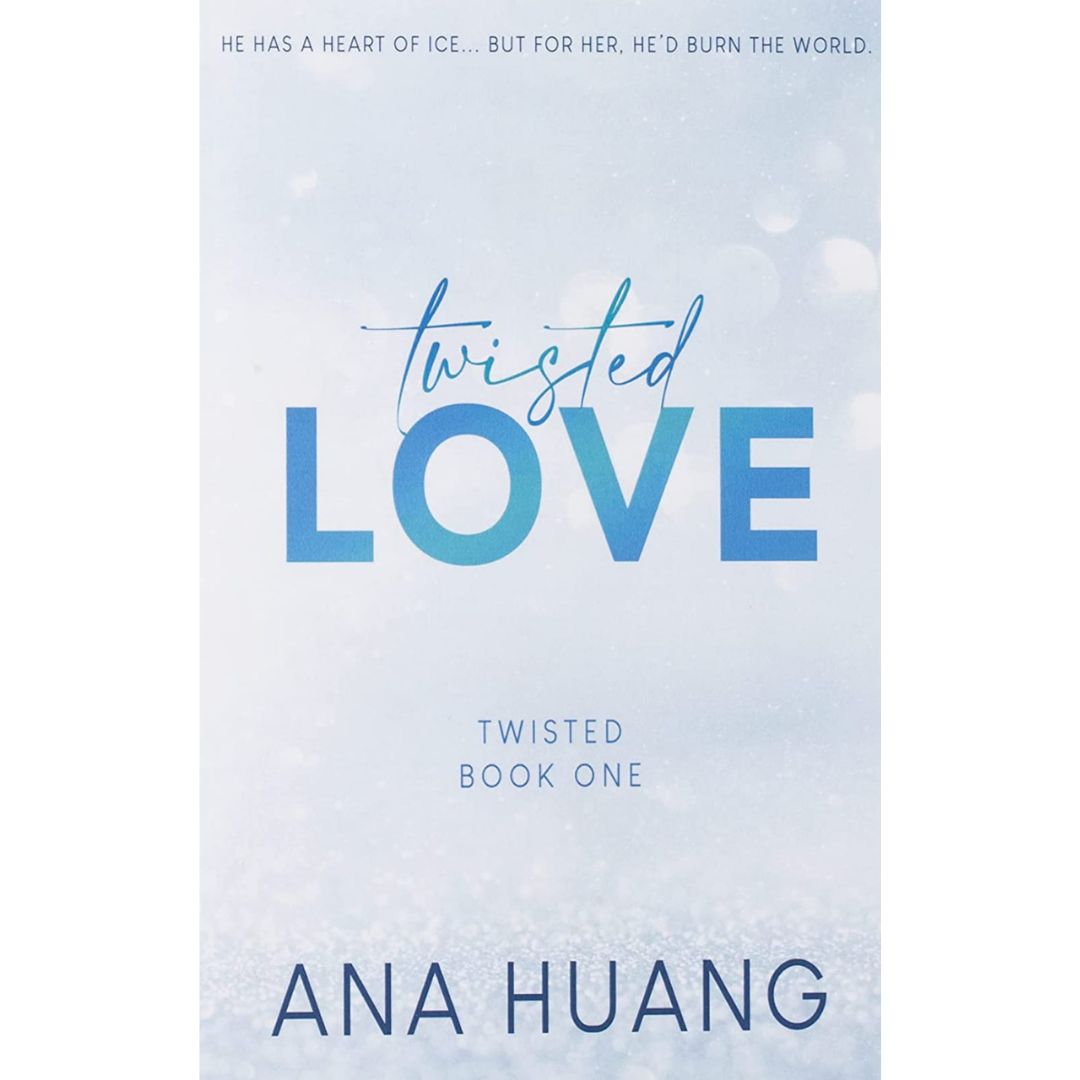 HE HAS A HEART OF ICE... BUT FOR HER, HE'D BURN THE WORLD.
twisted
LOVE
TWISTED
BOOK ONE
ANA HUANG